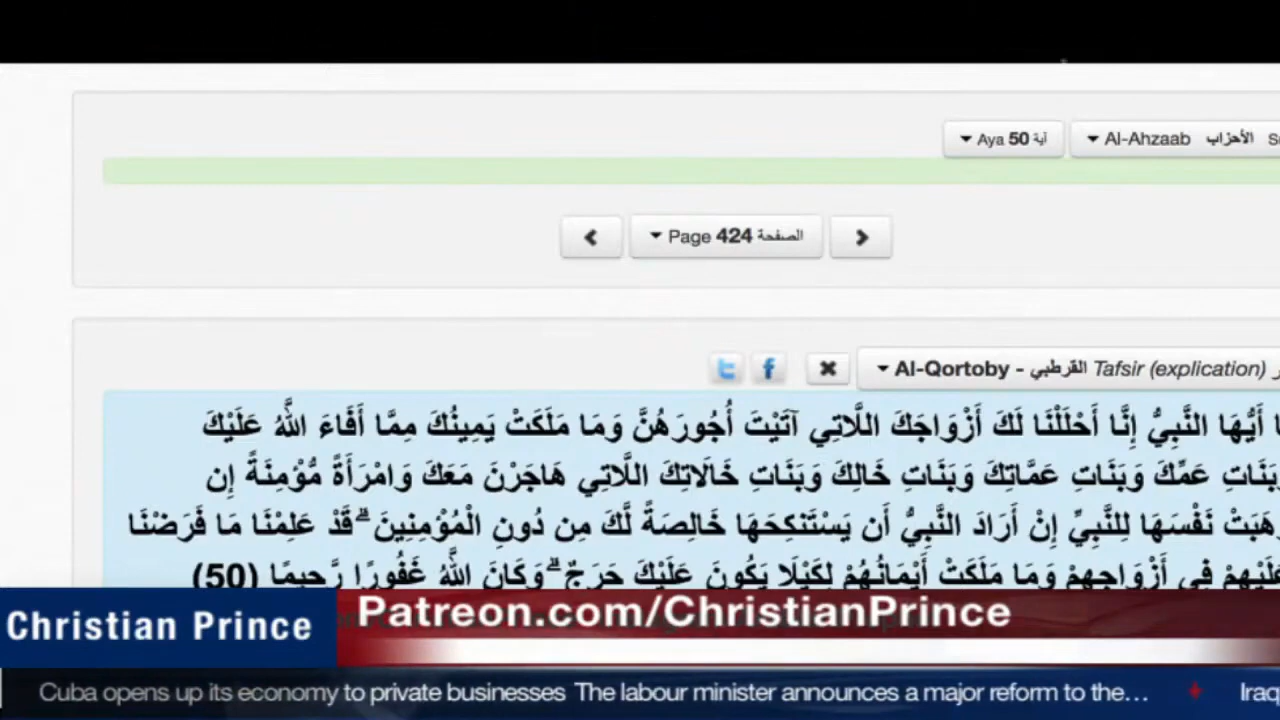 آية Aya 50
الأحزاب Al-Ahzaab
الصفحة Page 424
Al-Qortoby - القرطبي Tafsir (explication)
أَيُّهَا النَّبِيُّ إِنَّا أَحْلَلْنَا لَكَ أَزْوَاجَكَ اللَّاتِي آتَيْتَ أُجُورَهُنَّ وَمَا مَلَكَتْ يَمِينُكَ مِمَّا أَفَاءَ اللَّهُ عَلَيْكَ
عَمِّكَ وَبَنَاتِ عَمَّاتِكَ وَبَنَاتِ خَالِكَ وَبَنَاتِ خَالَاتِكَ اللَّاتِي هَاجَرْنَ مَعَكَ وَامْرَأَةً مُّؤْمِنَةً إِن
نَفْسَهَا لِلنَّبِيِّ إِنْ أَرَادَ النَّبِيُّ أَن يَسْتَنكِحَهَا خَالِصَةً لَّكَ مِن دُونِ الْمُؤْمِنِينَ ۗ قَدْ عَلِمْنَا مَا فَرَضْنَا
فِي أَزْوَاجِهِمْ وَمَا مَلَكَتْ أَيْمَانُهُمْ لِكَيْلَا يَكُونَ عَلَيْكَ حَرَجٌ ۗ وَكَانَ اللَّهُ غَفُورًا رَّحِيمًا (50)
Patreon.com/ChristianPrince
Christian Prince
Cuba opens up its economy to private businesses The labour minister announces a major reform to the… Iraq